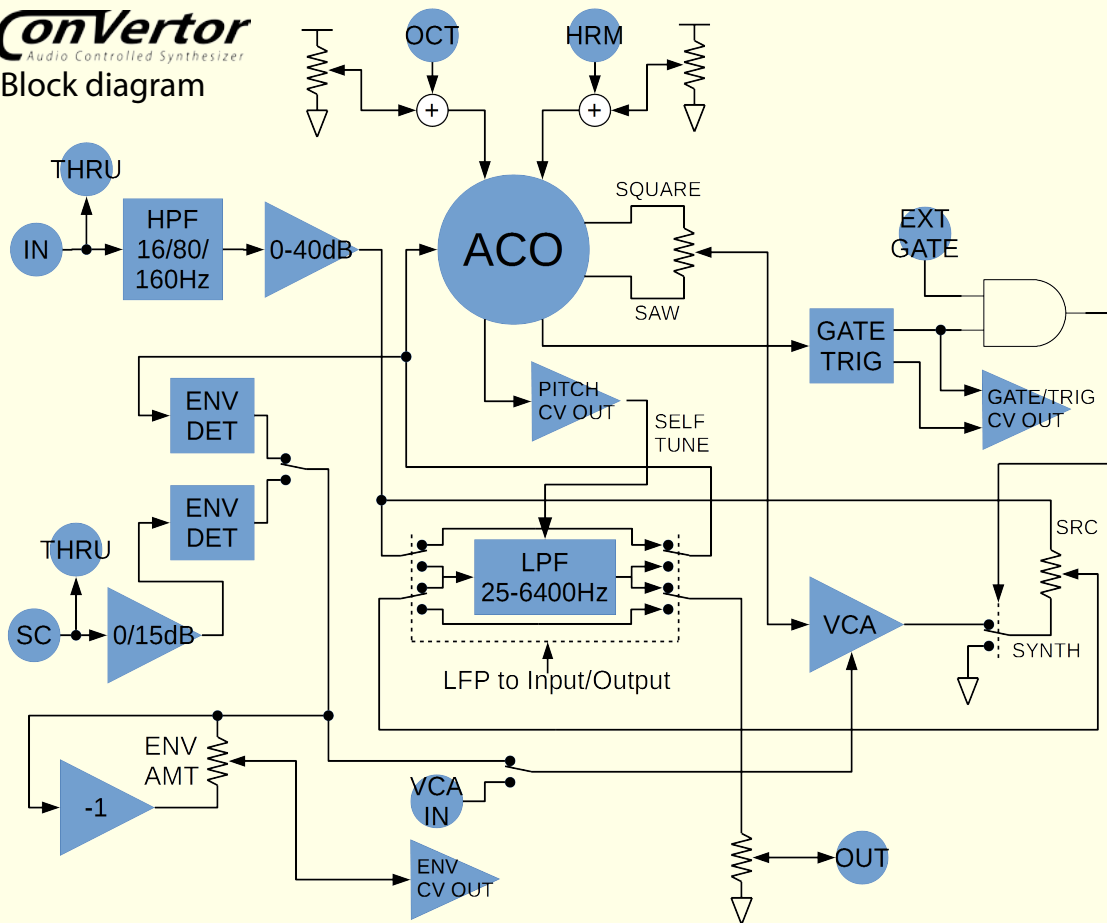 ConVertor
Audio Controlled Synthesizer
Block diagram
OCT
HRM
+
+
THRU
IN
HPF
16/80/
160Hz
0-40dB
ACO
SQUARE
SAW
EXT
GATE
GATE
TRIG
GATE/TRIG
CV OUT
PITCH
CV OUT
SELF
TUNE
ENV
DET
ENV
DET
THRU
SC
0/15dB
LPF
25-6400Hz
LFP to Input/Output
SRC
VCA
SYNTH
ENV
AMT
-1
VCA
IN
ENV
CV OUT
OUT